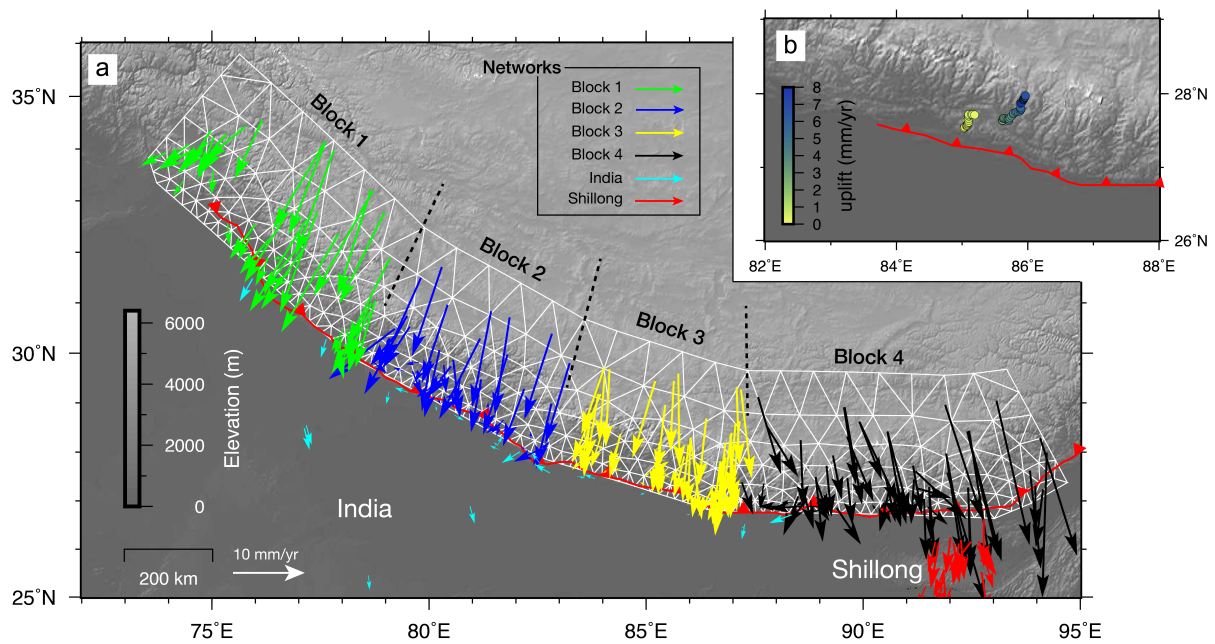 a
Networks
Block 1
Block 2
Block 3
Block 4
India
Shillong
Block 1
Block 2
Block 3
Block 4
35°N
30°N
25°N
75°E
80°E
85°E
90°E
95°E
6000
4000
2000
0
Elevation (m)
200 km
10 mm/yr
India
Shillong
b
8
7
6
5
4
3
2
1
0
uplift (mm/yr)
28°N
26°N
82°E
84°E
86°E
88°E